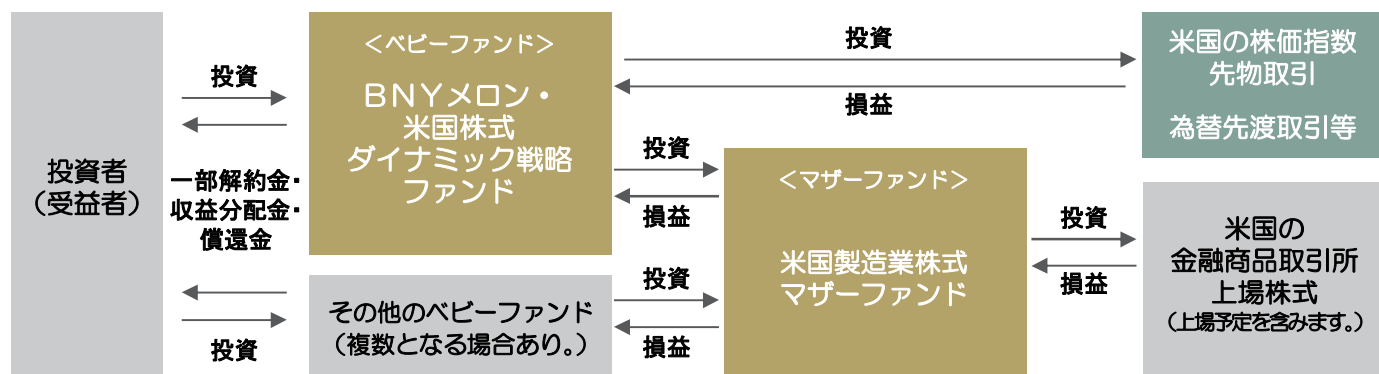 投資者
（受益者）
投資
一部解約金・
収益分配金・
償還金
投資
＜ベビーファンド＞
ＢＮＹメロン・
米国株式
ダイナミック戦略
ファンド
その他のベビーファンド
（複数となる場合あり。）
投資
損益
投資
損益
投資
損益
＜マザーファンド＞
米国製造業株式
マザーファンド
投資
損益
米国の株価指数
先物取引
為替先渡取引等
米国の
金融商品取引所
上場株式
（上場予定を含みます。）